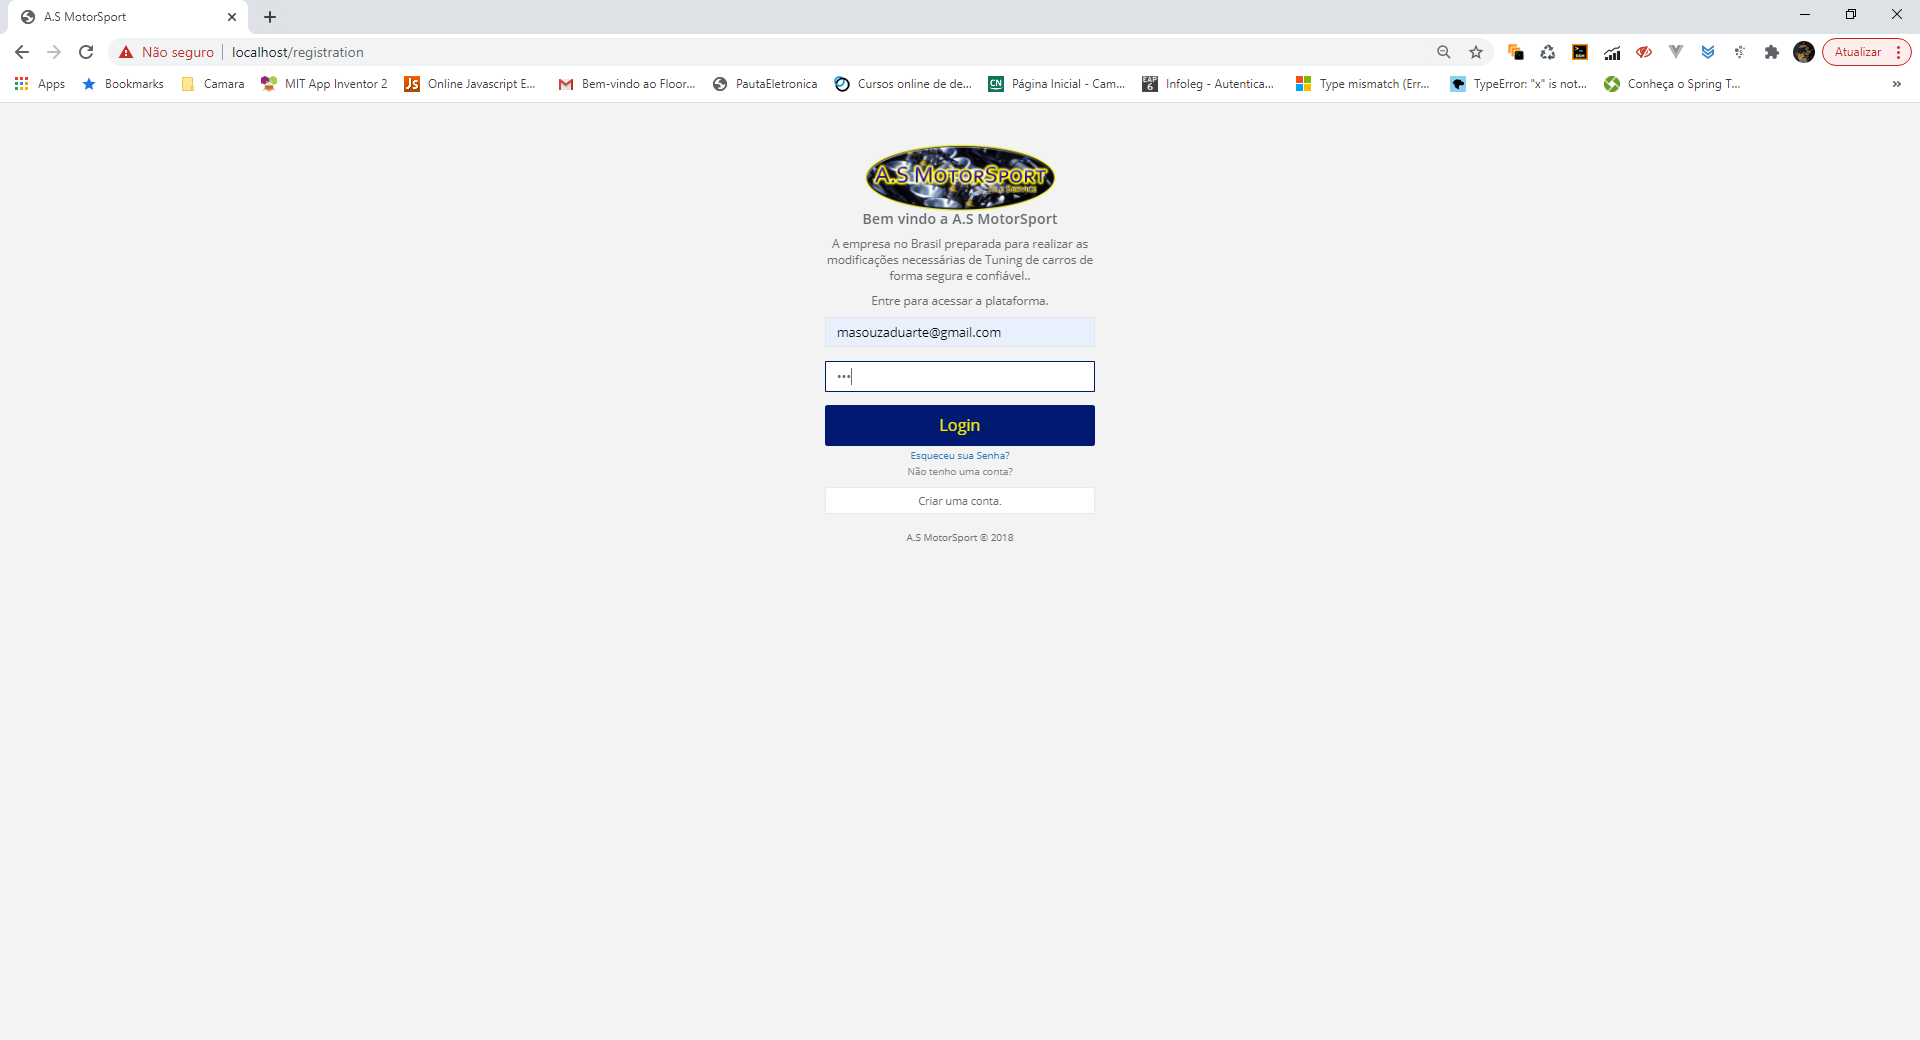 A.S MotorSport
Não seguro
localhost/registration
Atualizar
Apps
Bookmarks
Camara
MIT App Inventor 2
JS
Online Javascript E...
Bem-vindo ao Floor...
PautaEletronica
Cursos online de de...
CN
Página Inicial - Cam...
EAP
6
Infoleg - Autentica...
Type mismatch (Err...
TypeError: "x" is not...
Conheça o Spring T...
»
A.S MotorSport
Bem vindo a A.S MotorSport
A empresa no Brasil preparada para realizar as
modificações necessárias de Tuning de carros de
forma segura e confiável..
Entre para acessar a plataforma.
masouzaduarte@gmail.com
•••
Login
Esqueceu sua Senha?
Não tenho uma conta?
Criar uma conta.
A.S MotorSport © 2018